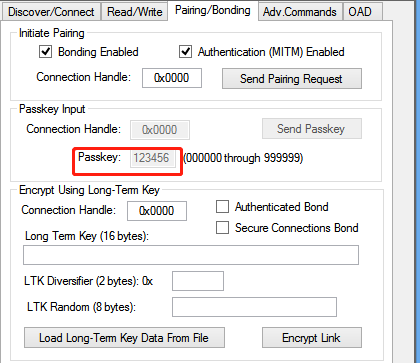 Discover/Connect Read/Write Pairing/Bonding Adv.Commands OAD
Initiate Pairing
Bonding Enabled Authentication (MITM) Enabled
Connection Handle: 0x0000 Send Pairing Request
Passkey Input
Connection Handle: 0x0000 Send Passkey
Passkey: 123456 (000000 through 999999)
Encrypt Using Long-Term Key
Connection Handle: 0x0000 Authenticated Bond
Secure Connections Bond
Long Term Key (16 bytes):
LTK Diversifier (2 bytes): 0x
LTK Random (8 bytes):
Load Long-Term Key Data From File Encrypt Link